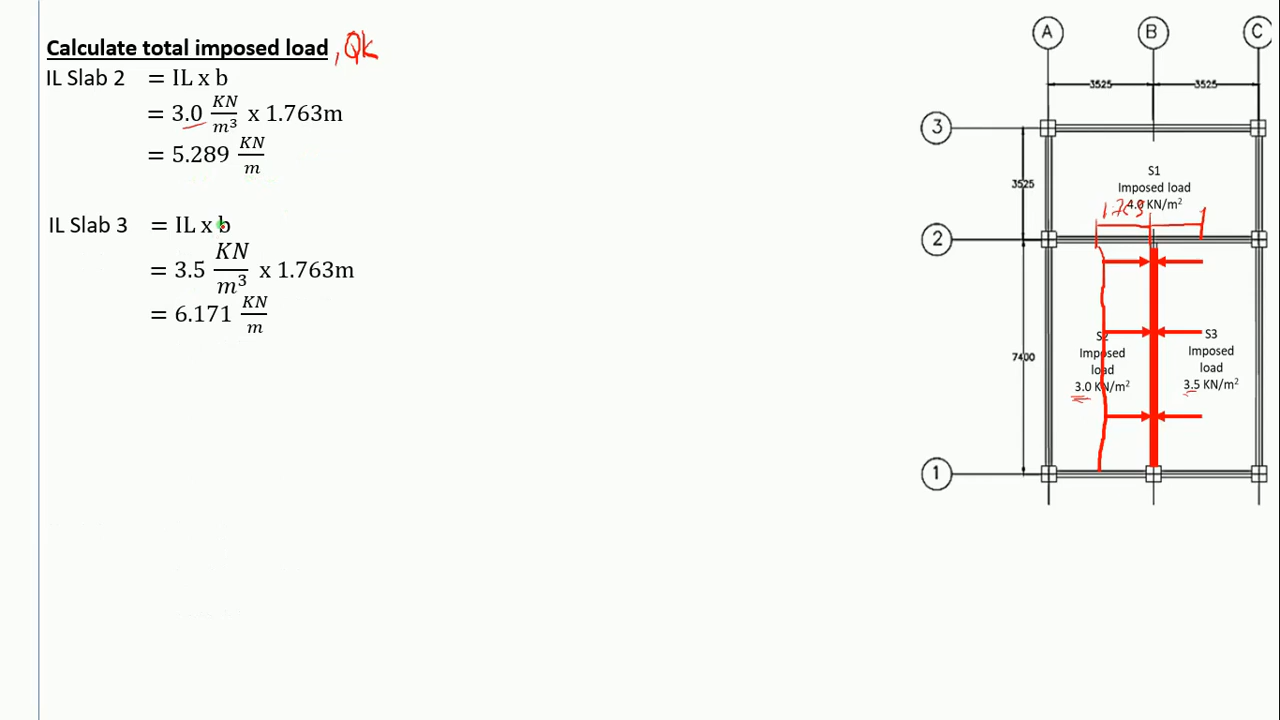 Calculate total imposed load , Qk
IL Slab 2 = IL x b
= 3.0 KN/m³ x 1.763m
= 5.289 KN/m
IL Slab 3 = IL x b
= 3.5 KN/m³ x 1.763m
= 6.171 KN/m
A B C
3525 3525
3
3525
S1
Imposed load
4.0 KN/m²
1.763
2
7400
S2
Imposed
load
3.0 KN/m²
S3
Imposed
load
3.5 KN/m²
1